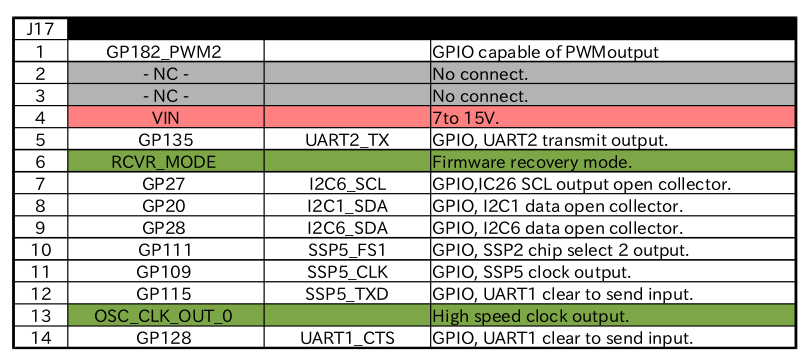 J17
1 GP182_PWM2 GPIO capable of PWMoutput
2 - NC - No connect.
3 - NC - No connect.
4 VIN 7to 15V.
5 GP135 UART2_TX GPIO, UART2 transmit output.
6 RCVR_MODE Firmware recovery mode.
7 GP27 I2C6_SCL GPIO,IC26 SCL output open collector.
8 GP20 I2C1_SDA GPIO, I2C1 data open collector.
9 GP28 I2C6_SDA GPIO, I2C6 data open collector.
10 GP111 SSP5_FS1 GPIO, SSP2 chip select 2 output.
11 GP109 SSP5_CLK GPIO, SSP5 clock output.
12 GP115 SSP5_TXD GPIO, UART1 clear to send input.
13 OSC_CLK_OUT_0 High speed clock output.
14 GP128 UART1_CTS GPIO, UART1 clear to send input.